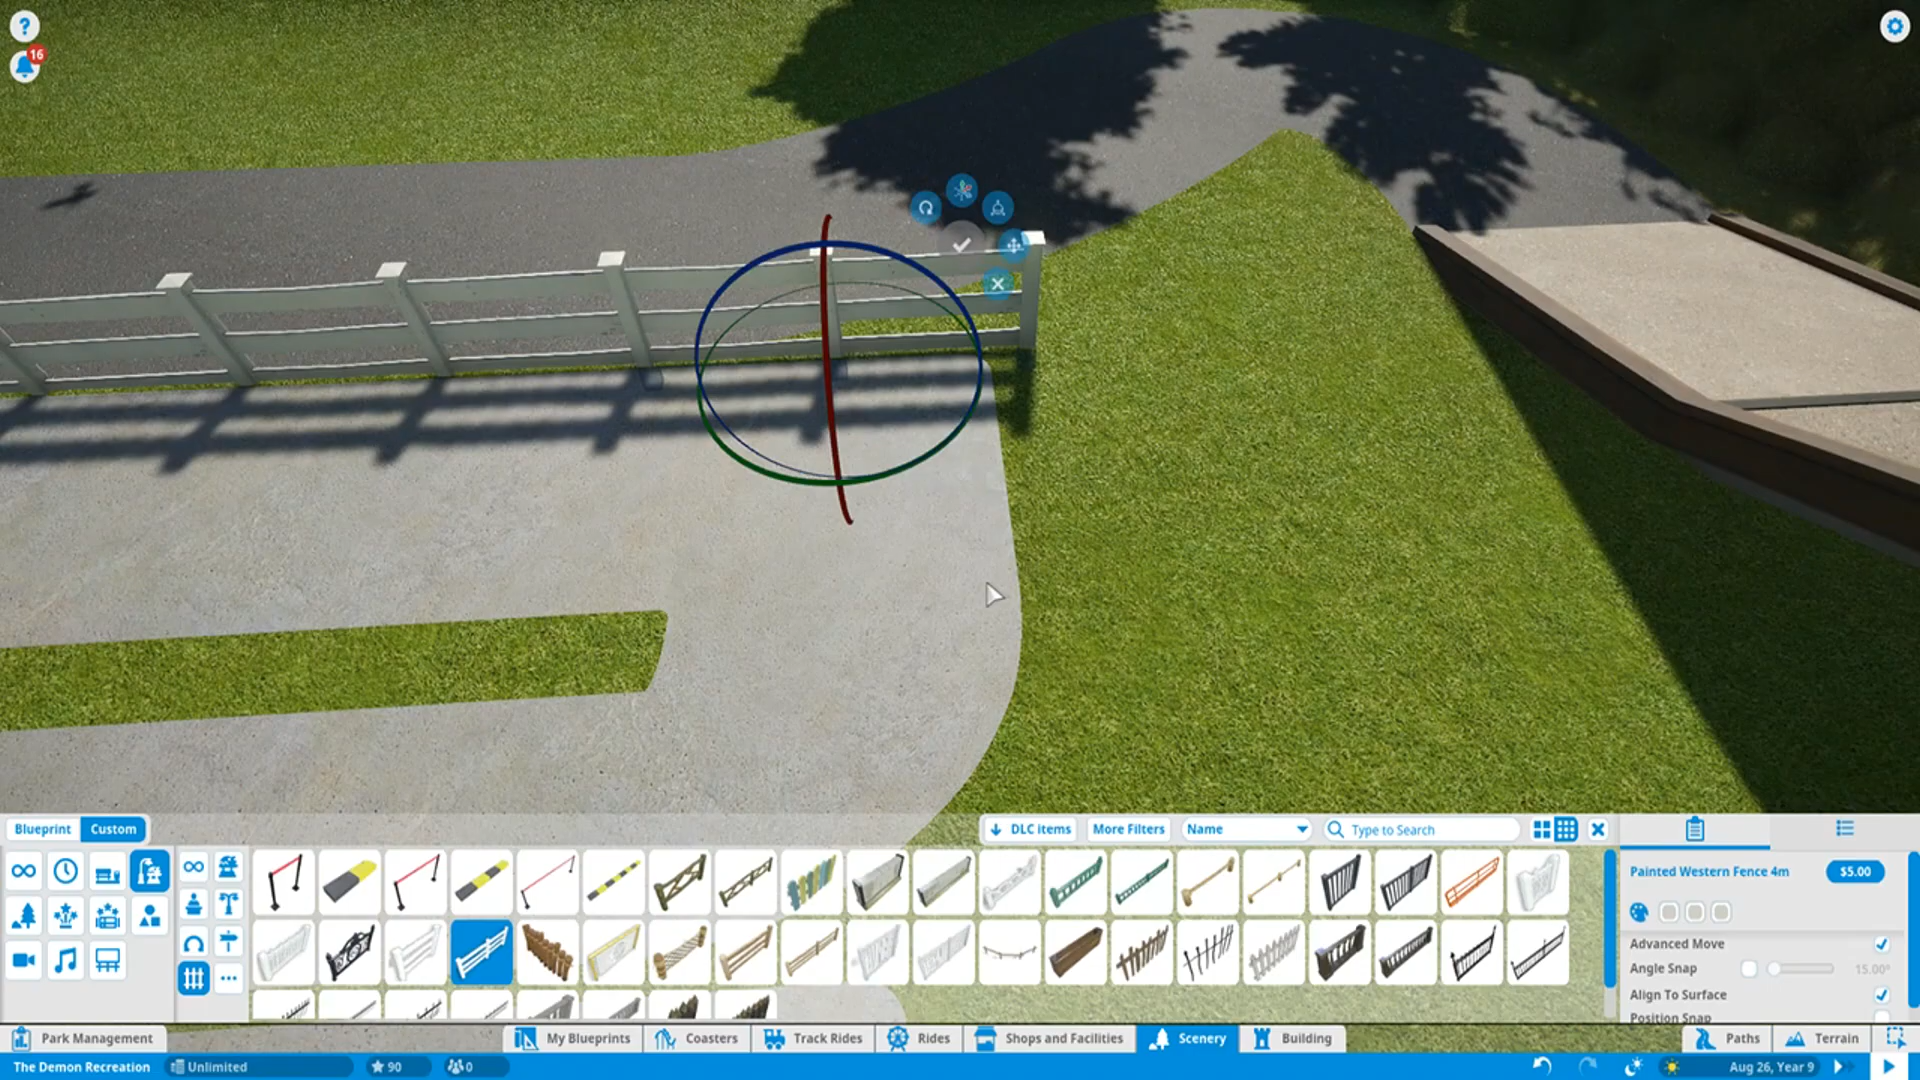 ?
16
Blueprint
Custom
DLC items
More Filters
Name
Type to Search
Painted Western Fence 4m
$5.00
Advanced Move
Angle Snap
15.00°
Align To Surface
Position Snap
Park Management
My Blueprints
Coasters
Track Rides
Rides
Shops and Facilities
Scenery
Building
Paths
Terrain
The Demon Recreation
Unlimited
90
0
Aug 26, Year 9